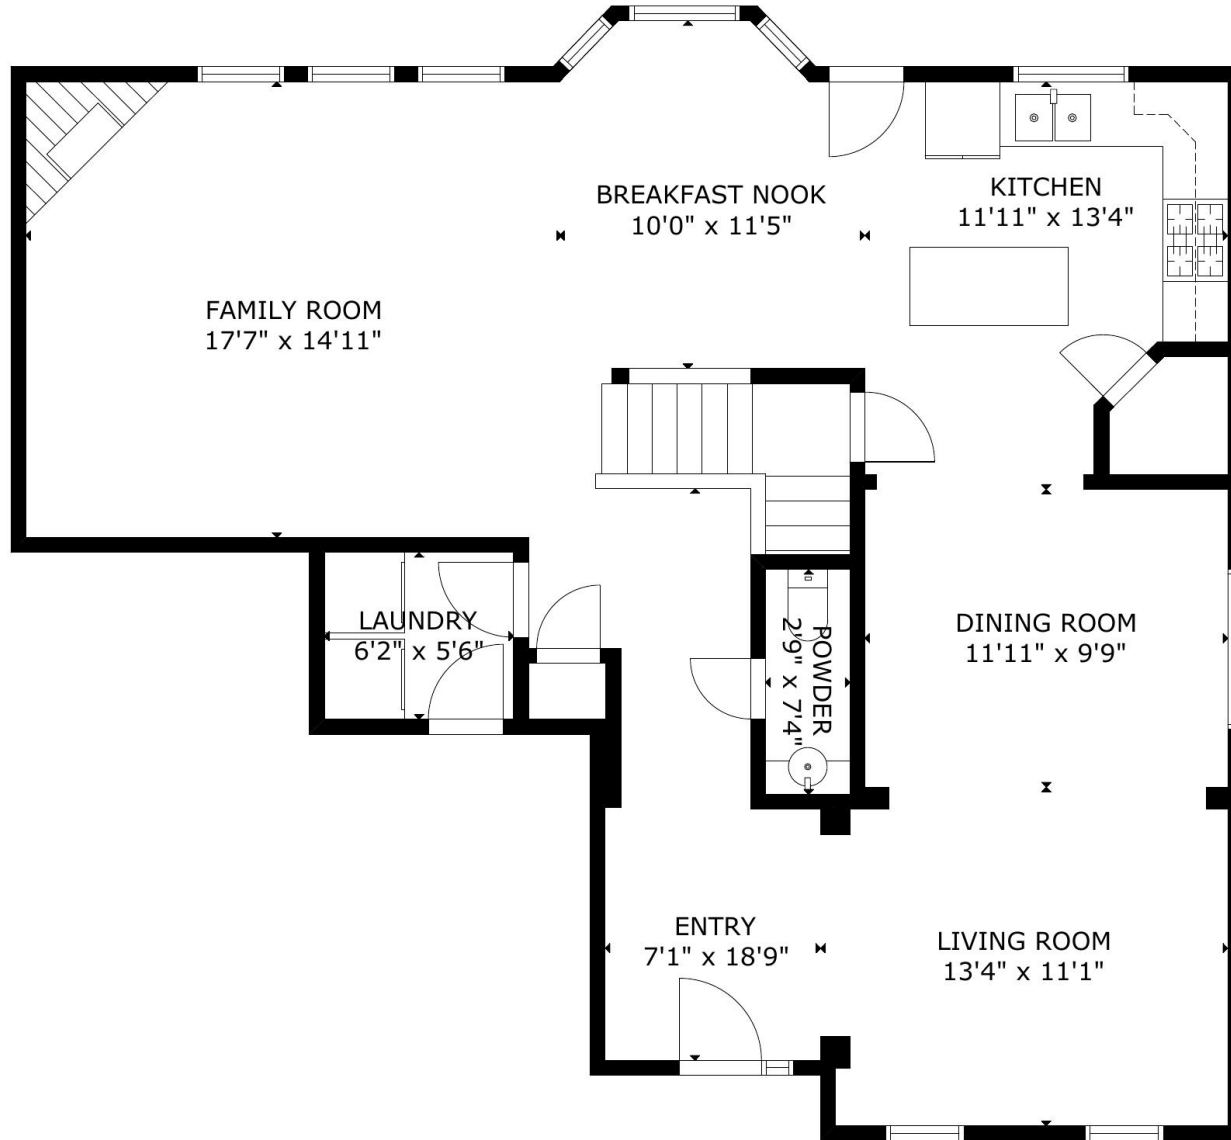 BREAKFAST NOOK
10'0" x 11'5"
KITCHEN
11'11" x 13'4"
FAMILY ROOM
17'7" x 14'11"
LAUNDRY
6'2" x 5'6"
POWDER
2'9" x 7'4"
DINING ROOM
11'11" x 9'9"
ENTRY
7'1" x 18'9"
LIVING ROOM
13'4" x 11'1"